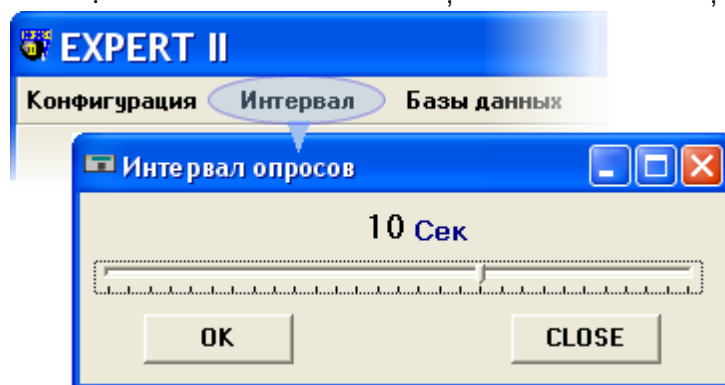 EXPERT II
Конфигурация Интервал Базы данных
Интервал опросов
10 Сек
OK CLOSE